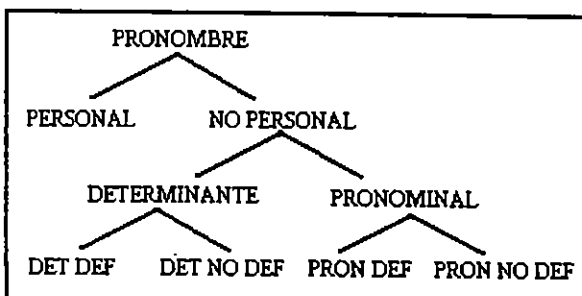 PRONOMBRE
PERSONAL NO PERSONAL
DETERMINANTE PRONOMINAL
DET DEF DET NO DEF PRON DEF PRON NO DEF